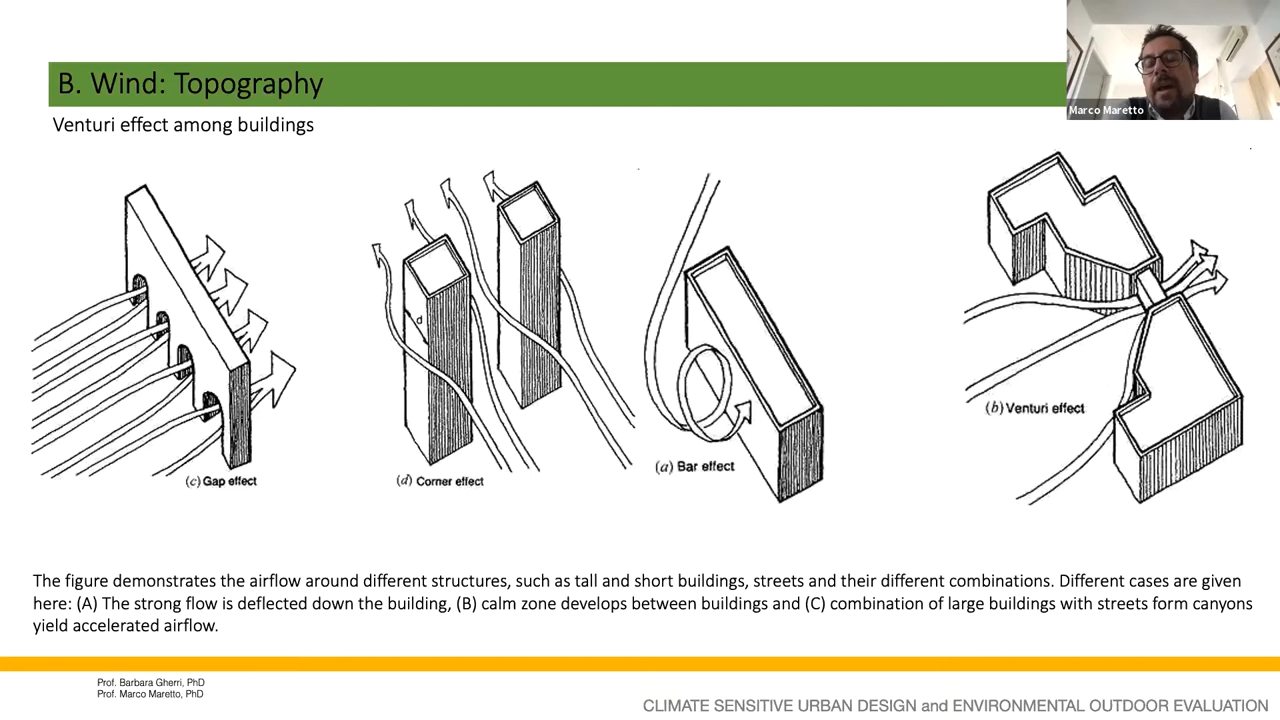 B. Wind: Topography
Marco Maretto
Venturi effect among buildings
d
(c) Gap effect
(d) Corner effect
(a) Bar effect
(b) Venturi effect
The figure demonstrates the airflow around different structures, such as tall and short buildings, streets and their different combinations. Different cases are given
here: (A) The strong flow is deflected down the building, (B) calm zone develops between buildings and (C) combination of large buildings with streets form canyons
yield accelerated airflow.
Prof. Barbara Gherri, PhD
Prof. Marco Maretto, PhD
CLIMATE SENSITIVE URBAN DESIGN and ENVIRONMENTAL OUTDOOR EVALUATION